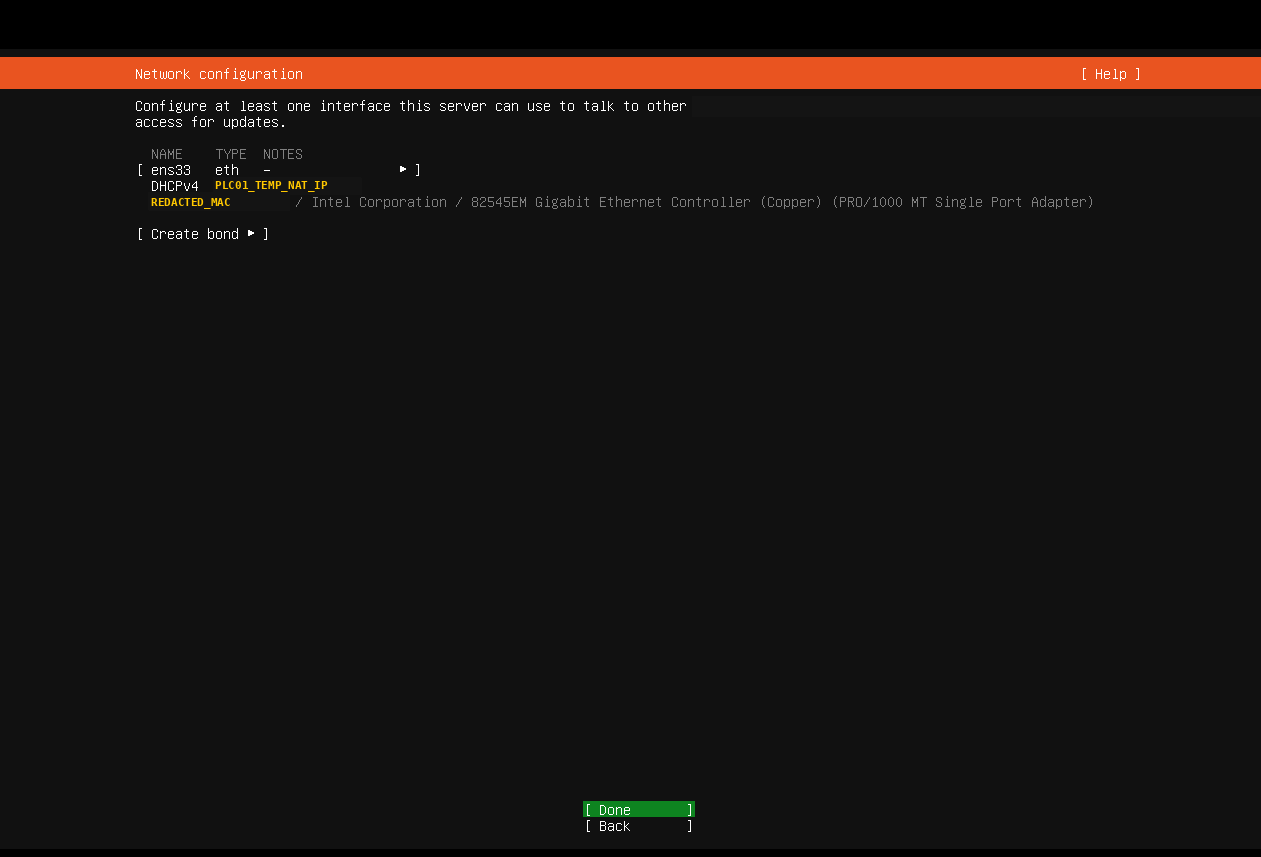 Network configuration [ Help ]
Configure at least one interface this server can use to talk to other
access for updates.
NAME TYPE NOTES
[ ens33 eth – ▸ ]
DHCPv4 PLC01_TEMP_NAT_IP
REDACTED_MAC / Intel Corporation / 82545EM Gigabit Ethernet Controller (Copper) (PRO/1000 MT Single Port Adapter)
[ Create bond ▸ ]
[ Done ]
[ Back ]